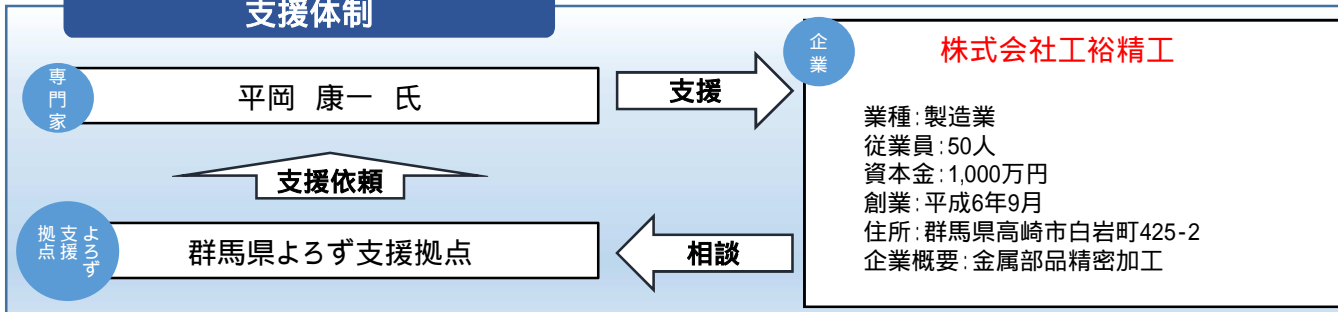 支援体制
専門家
平岡 康一 氏
支援
支援依頼
よろず支援拠点
群馬県よろず支援拠点
相談
企業
株式会社工裕精工
業種:製造業
従業員:50人
資本金:1,000万円
創業:平成6年9月
住所:群馬県高崎市白岩町425-2
企業概要:金属部品精密加工